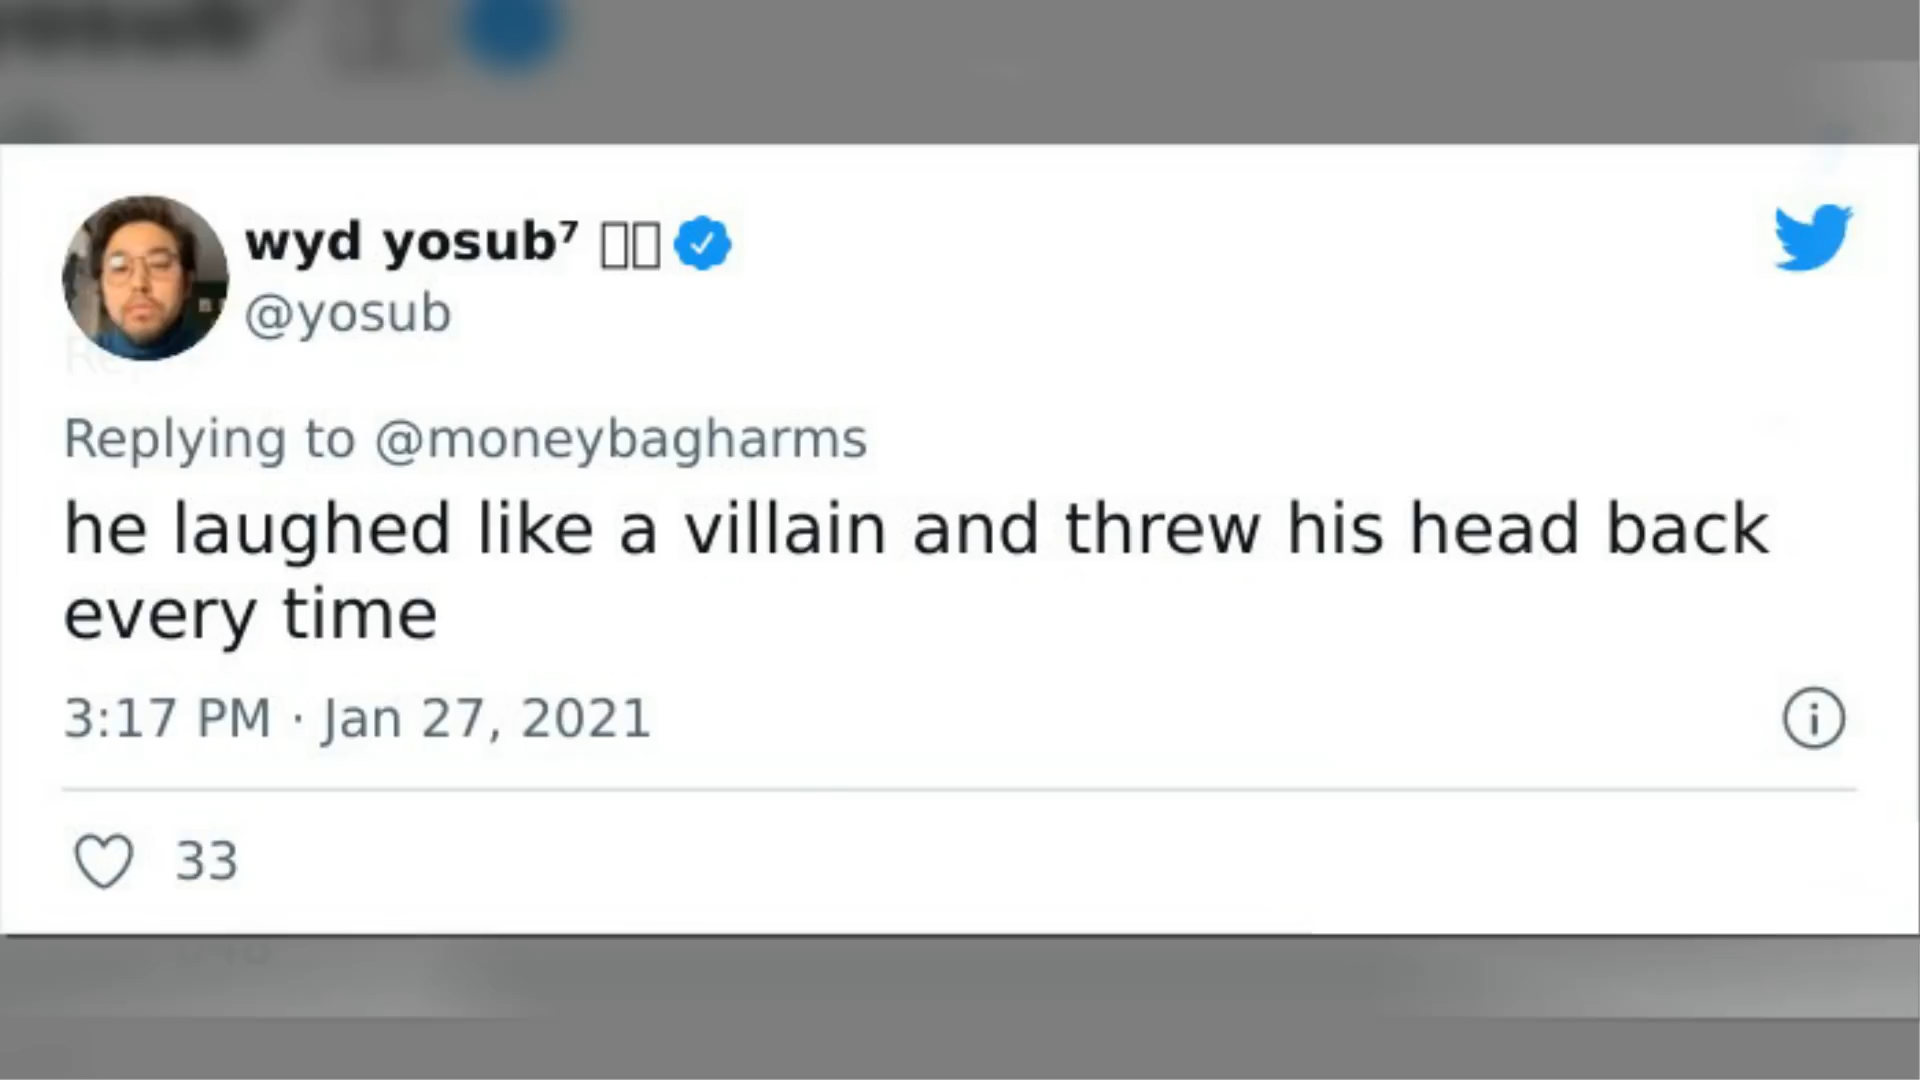 wyd yosub⁷
@yosub
Replying to @moneybagharms
he laughed like a villain and threw his head back
every time
3:17 PM · Jan 27, 2021
33